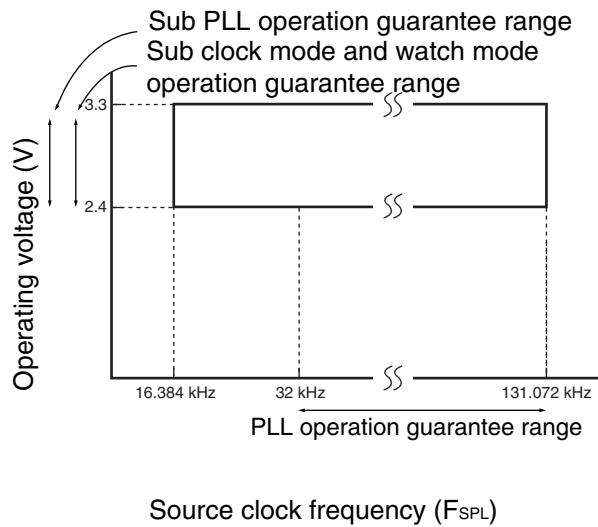 Sub PLL operation guarantee range
Sub clock mode and watch mode
operation guarantee range
Operating voltage (V)
3.3
2.4
16.384 kHz
32 kHz
131.072 kHz
PLL operation guarantee range
Source clock frequency (FSPL)